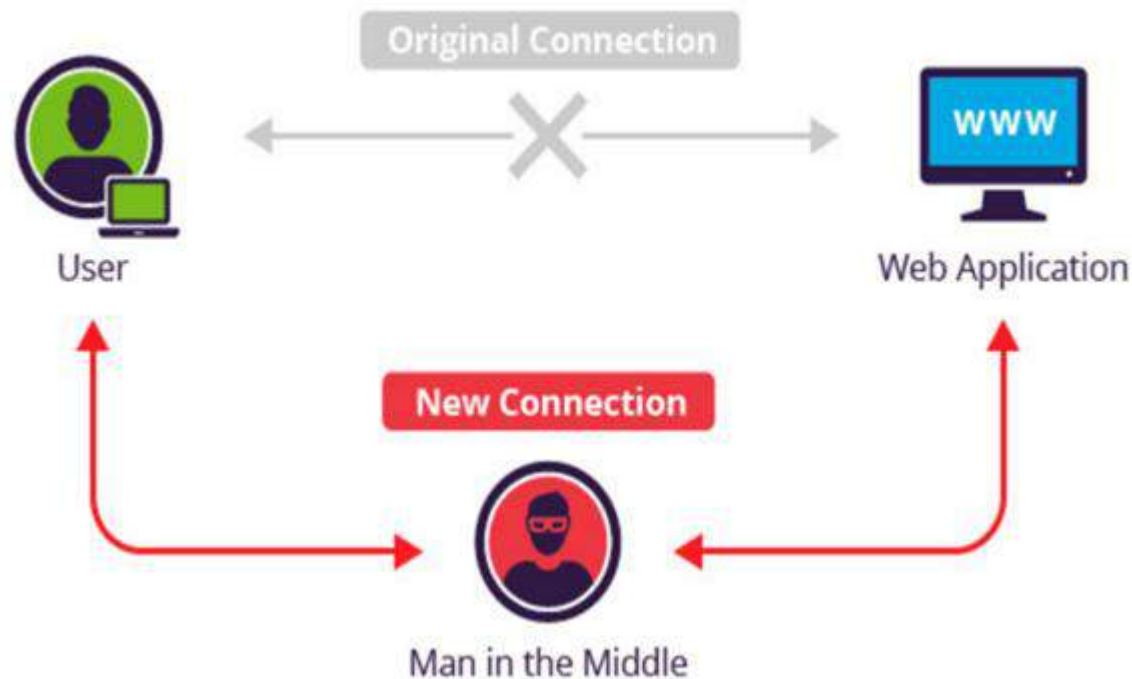 Original Connection
WWW
User
Web Application
New Connection
Man in the Middle